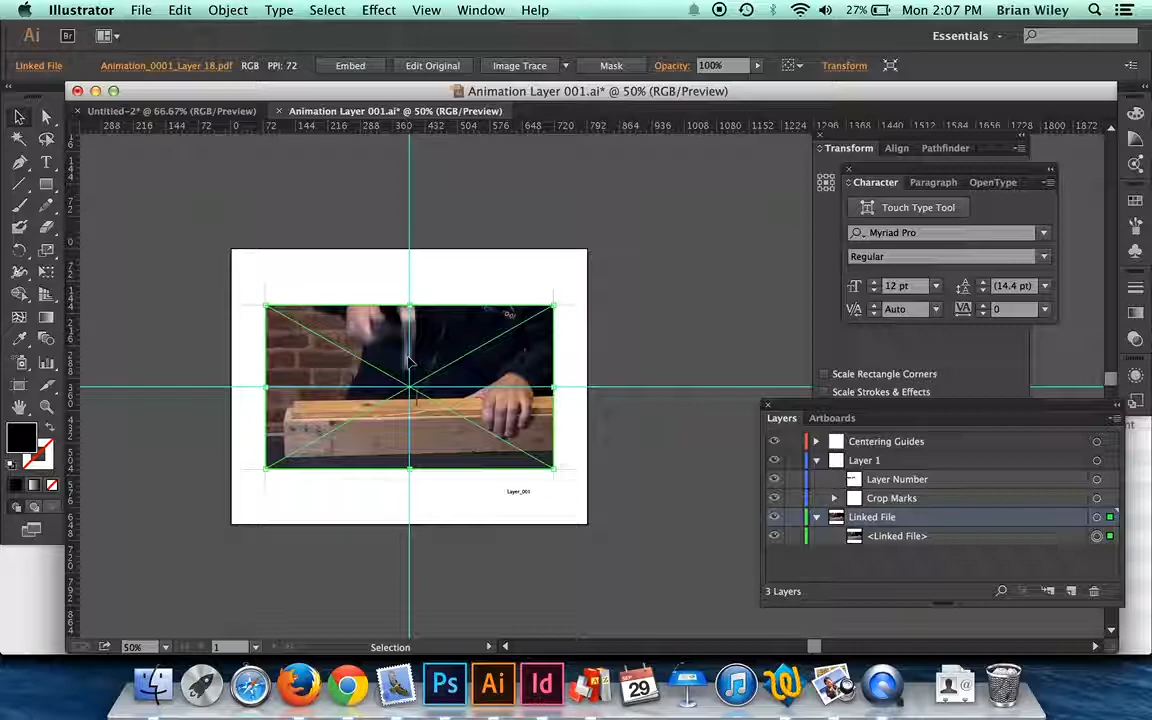 Illustrator File Edit Object Type Select Effect View Window Help 27% Mon 2:07 PM Brian Wiley
Ai Br Essentials
Linked File Animation_0001_Layer 18.pdf RGB PPI: 72 Embed Edit Original Image Trace Mask Opacity: 100% Transform
Animation Layer 001.ai* @ 50% (RGB/Preview)
Untitled-2* @ 66.67% (RGB/Preview) Animation Layer 001.ai* @ 50% (RGB/Preview)
288 216 144 72 0 72 144 216 288 360 432 504 576 648 720 792 864 936 1008 1080 1152 1224 1296 1368 1440 1512 1584 1656 1728 1800 1872
Transform Align Pathfinder
Character Paragraph OpenType
Touch Type Tool
Myriad Pro
Regular
12 pt (14.4 pt)
Auto 0
Scale Rectangle Corners
Scale Strokes & Effects
Layers Artboards
Centering Guides
Layer 1
Layer Number
Crop Marks
Linked File
<Linked File>
3 Layers
Layer_001
50% 1 Selection
Ps Ai Id
SEP
29